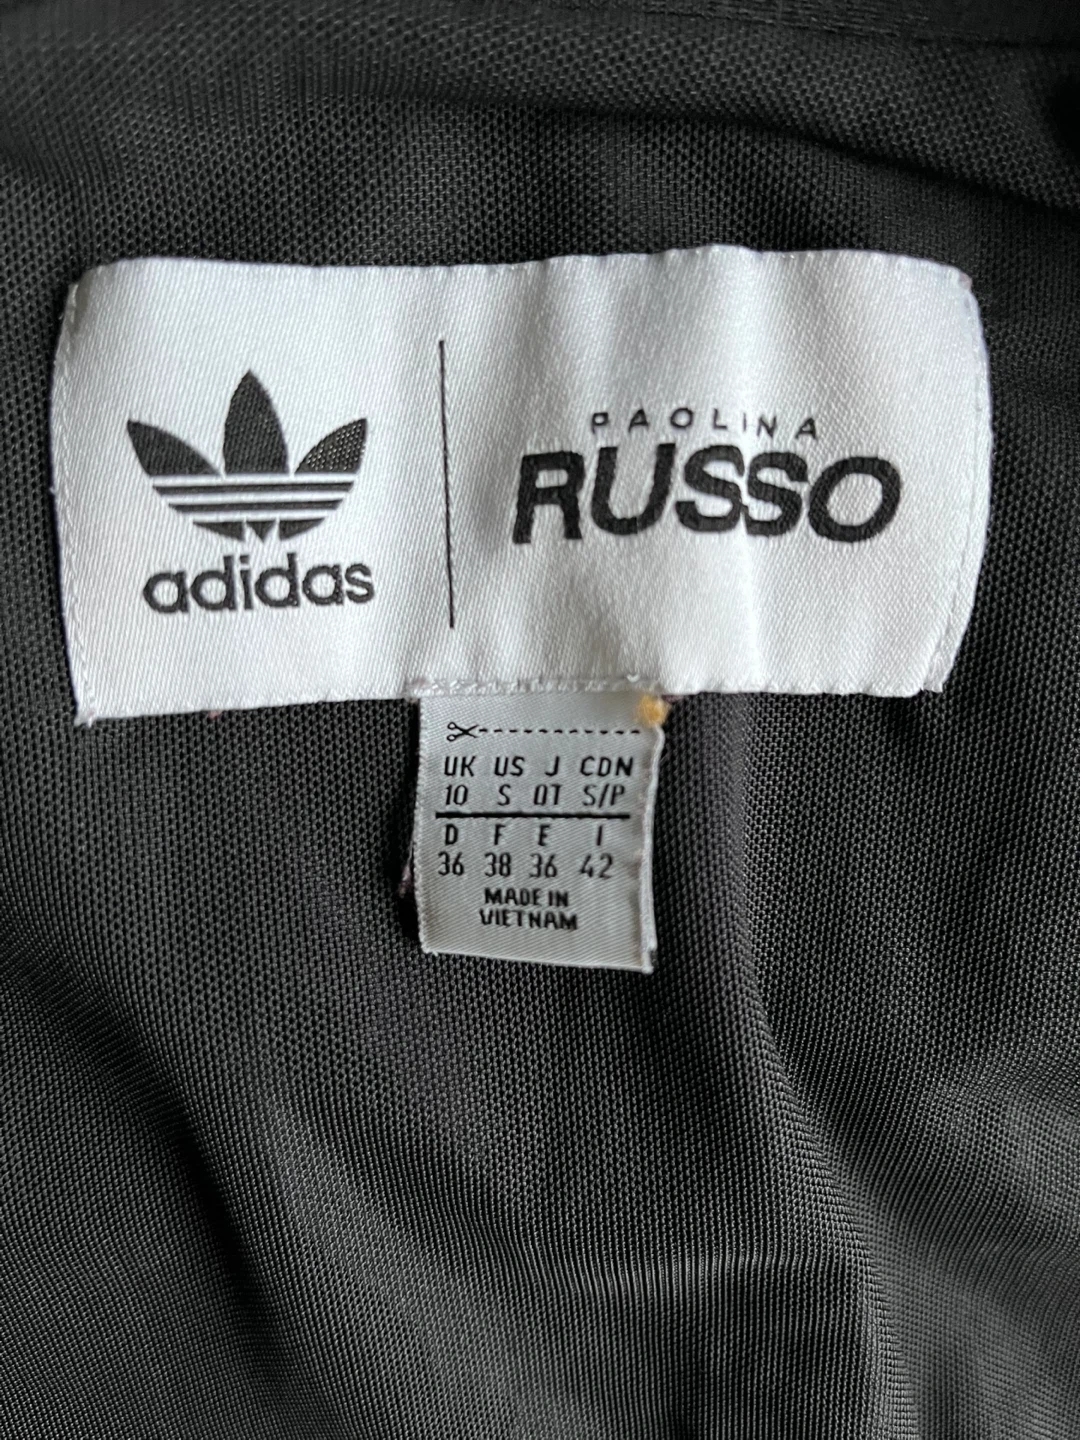 adidas
PAOLINA
RUSSO
UK US J CDN
10 S OT S/P
D F E I
36 38 36 42
MADE IN
VIETNAM